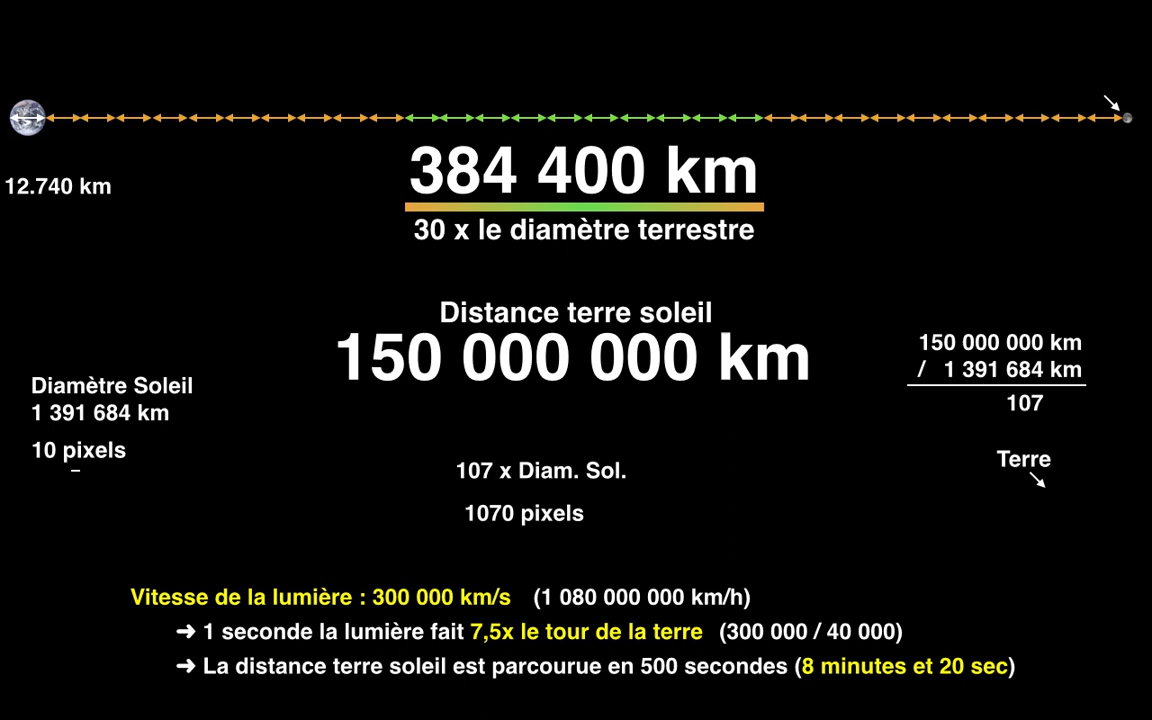 12.740 km
384 400 km
30 x le diamètre terrestre
Distance terre soleil
150 000 000 km
150 000 000 km
/ 1 391 684 km
107
Diamètre Soleil
1 391 684 km
10 pixels
Terre
107 x Diam. Sol.
1070 pixels
Vitesse de la lumière : 300 000 km/s (1 080 000 000 km/h)
➜ 1 seconde la lumière fait 7,5x le tour de la terre (300 000 / 40 000)
➜ La distance terre soleil est parcourue en 500 secondes (8 minutes et 20 sec)